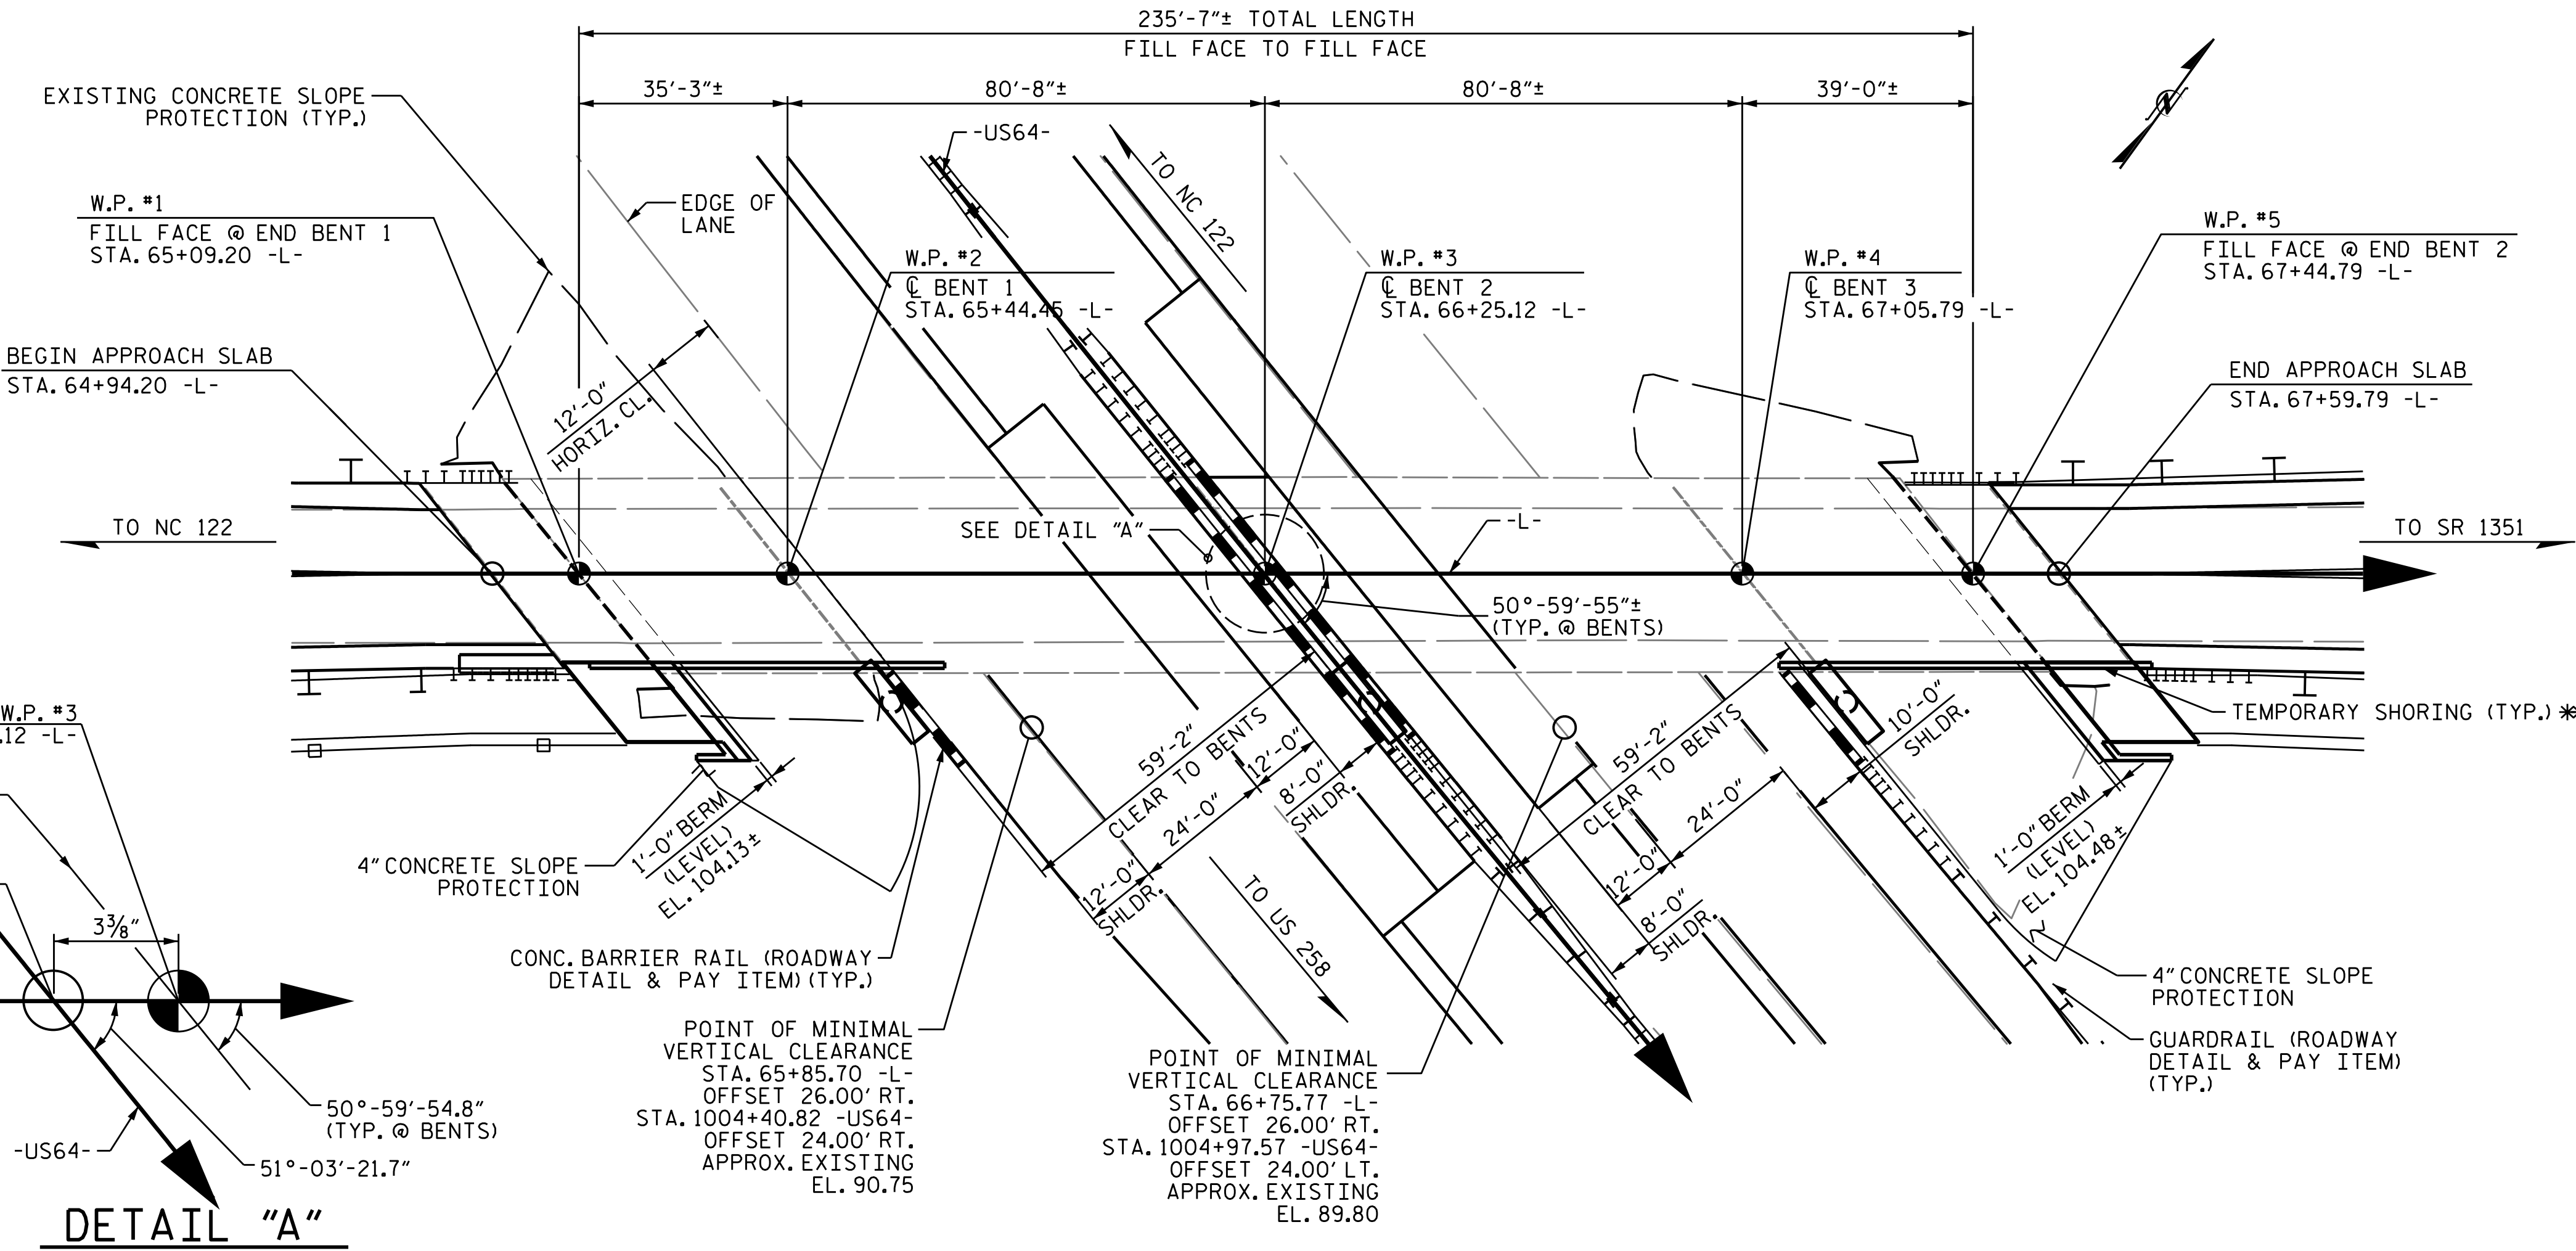 235'-7"± TOTAL LENGTH
FILL FACE TO FILL FACE
35'-3"±
80'-8"±
80'-8"±
39'-0"±
EXISTING CONCRETE SLOPE
PROTECTION (TYP.)
-US64-
N
TO NC 122
EDGE OF
LANE
W.P. #1
FILL FACE @ END BENT 1
STA. 65+09.20 -L-
W.P. #2
℄ BENT 1
STA. 65+44.45 -L-
W.P. #3
℄ BENT 2
STA. 66+25.12 -L-
W.P. #4
℄ BENT 3
STA. 67+05.79 -L-
W.P. #5
FILL FACE @ END BENT 2
STA. 67+44.79 -L-
BEGIN APPROACH SLAB
STA. 64+94.20 -L-
END APPROACH SLAB
STA. 67+59.79 -L-
12'-0"
HORIZ. CL.
TO NC 122
SEE DETAIL "A"
-L-
TO SR 1351
50°-59'-55"±
(TYP. @ BENTS)
TEMPORARY SHORING (TYP.) *
59'-2"
CLEAR TO BENTS
12'-0"
24'-0"
8'-0"
SHLDR.
12'-0"
SHLDR.
59'-2"
CLEAR TO BENTS
10'-0"
SHLDR.
24'-0"
12'-0"
8'-0"
SHLDR.
1'-0" BERM
(LEVEL)
EL. 104.13±
1'-0" BERM
(LEVEL)
EL. 104.48±
4" CONCRETE SLOPE
PROTECTION
TO US 258
CONC. BARRIER RAIL (ROADWAY
DETAIL & PAY ITEM) (TYP.)
4" CONCRETE SLOPE
PROTECTION
GUARDRAIL (ROADWAY
DETAIL & PAY ITEM)
(TYP.)
POINT OF MINIMAL
VERTICAL CLEARANCE
STA. 65+85.70 -L-
OFFSET 26.00' RT.
STA. 1004+40.82 -US64-
OFFSET 24.00' RT.
APPROX. EXISTING
EL. 90.75
POINT OF MINIMAL
VERTICAL CLEARANCE
STA. 66+75.77 -L-
OFFSET 26.00' RT.
STA. 1004+97.57 -US64-
OFFSET 24.00' LT.
APPROX. EXISTING
EL. 89.80
W.P. #3
.12 -L-
3⅜"
50°-59'-54.8"
(TYP. @ BENTS)
51°-03'-21.7"
-US64-
DETAIL "A"